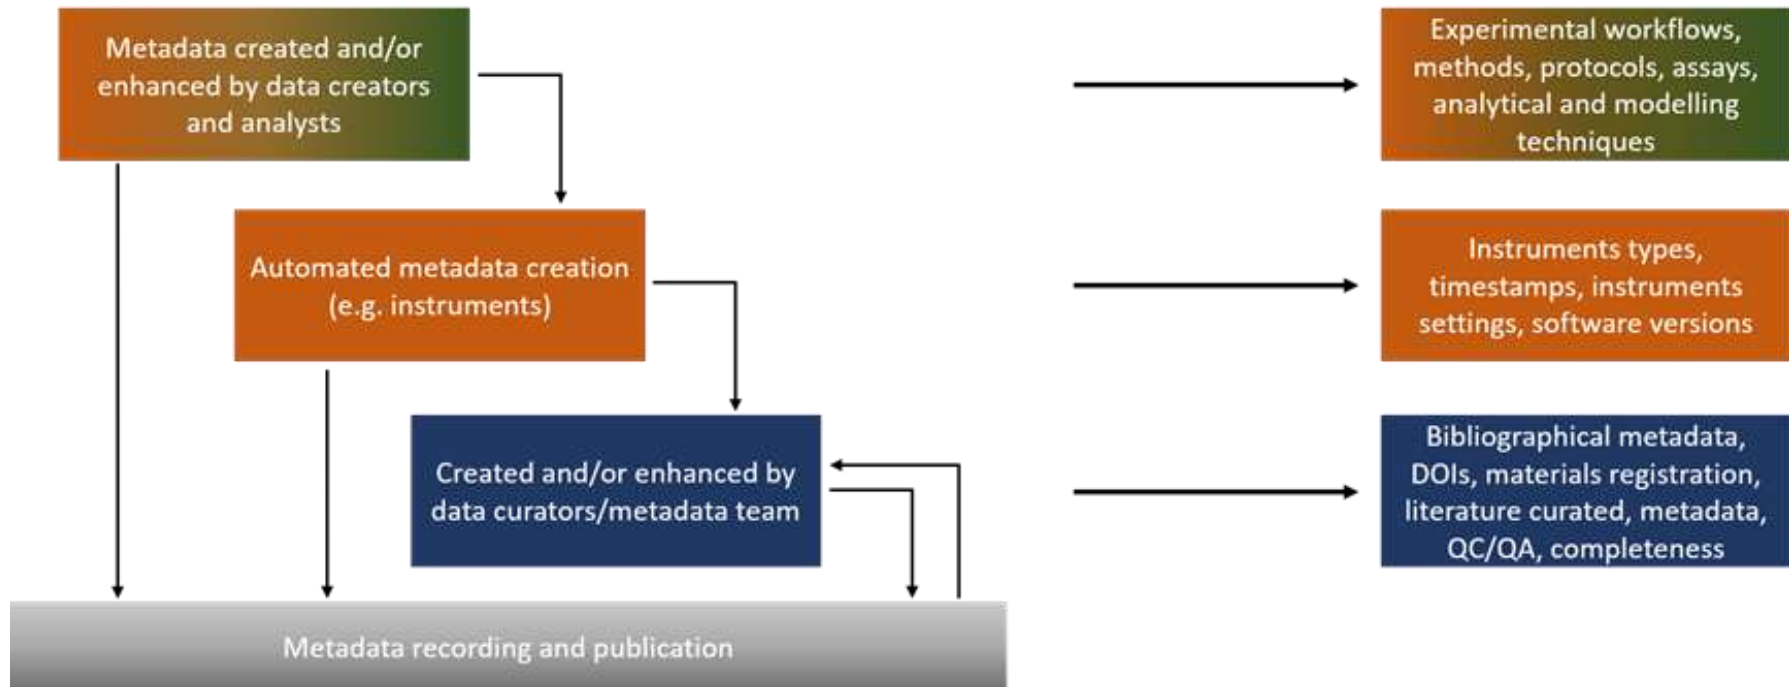 Metadata created and/or
enhanced by data creators
and analysts
Experimental workflows,
methods, protocols, assays,
analytical and modelling
techniques
Automated metadata creation
(e.g. instruments)
Instruments types,
timestamps, instruments
settings, software versions
Created and/or enhanced by
data curators/metadata team
Bibliographical metadata,
DOIs, materials registration,
literature curated, metadata,
QC/QA, completeness
Metadata recording and publication